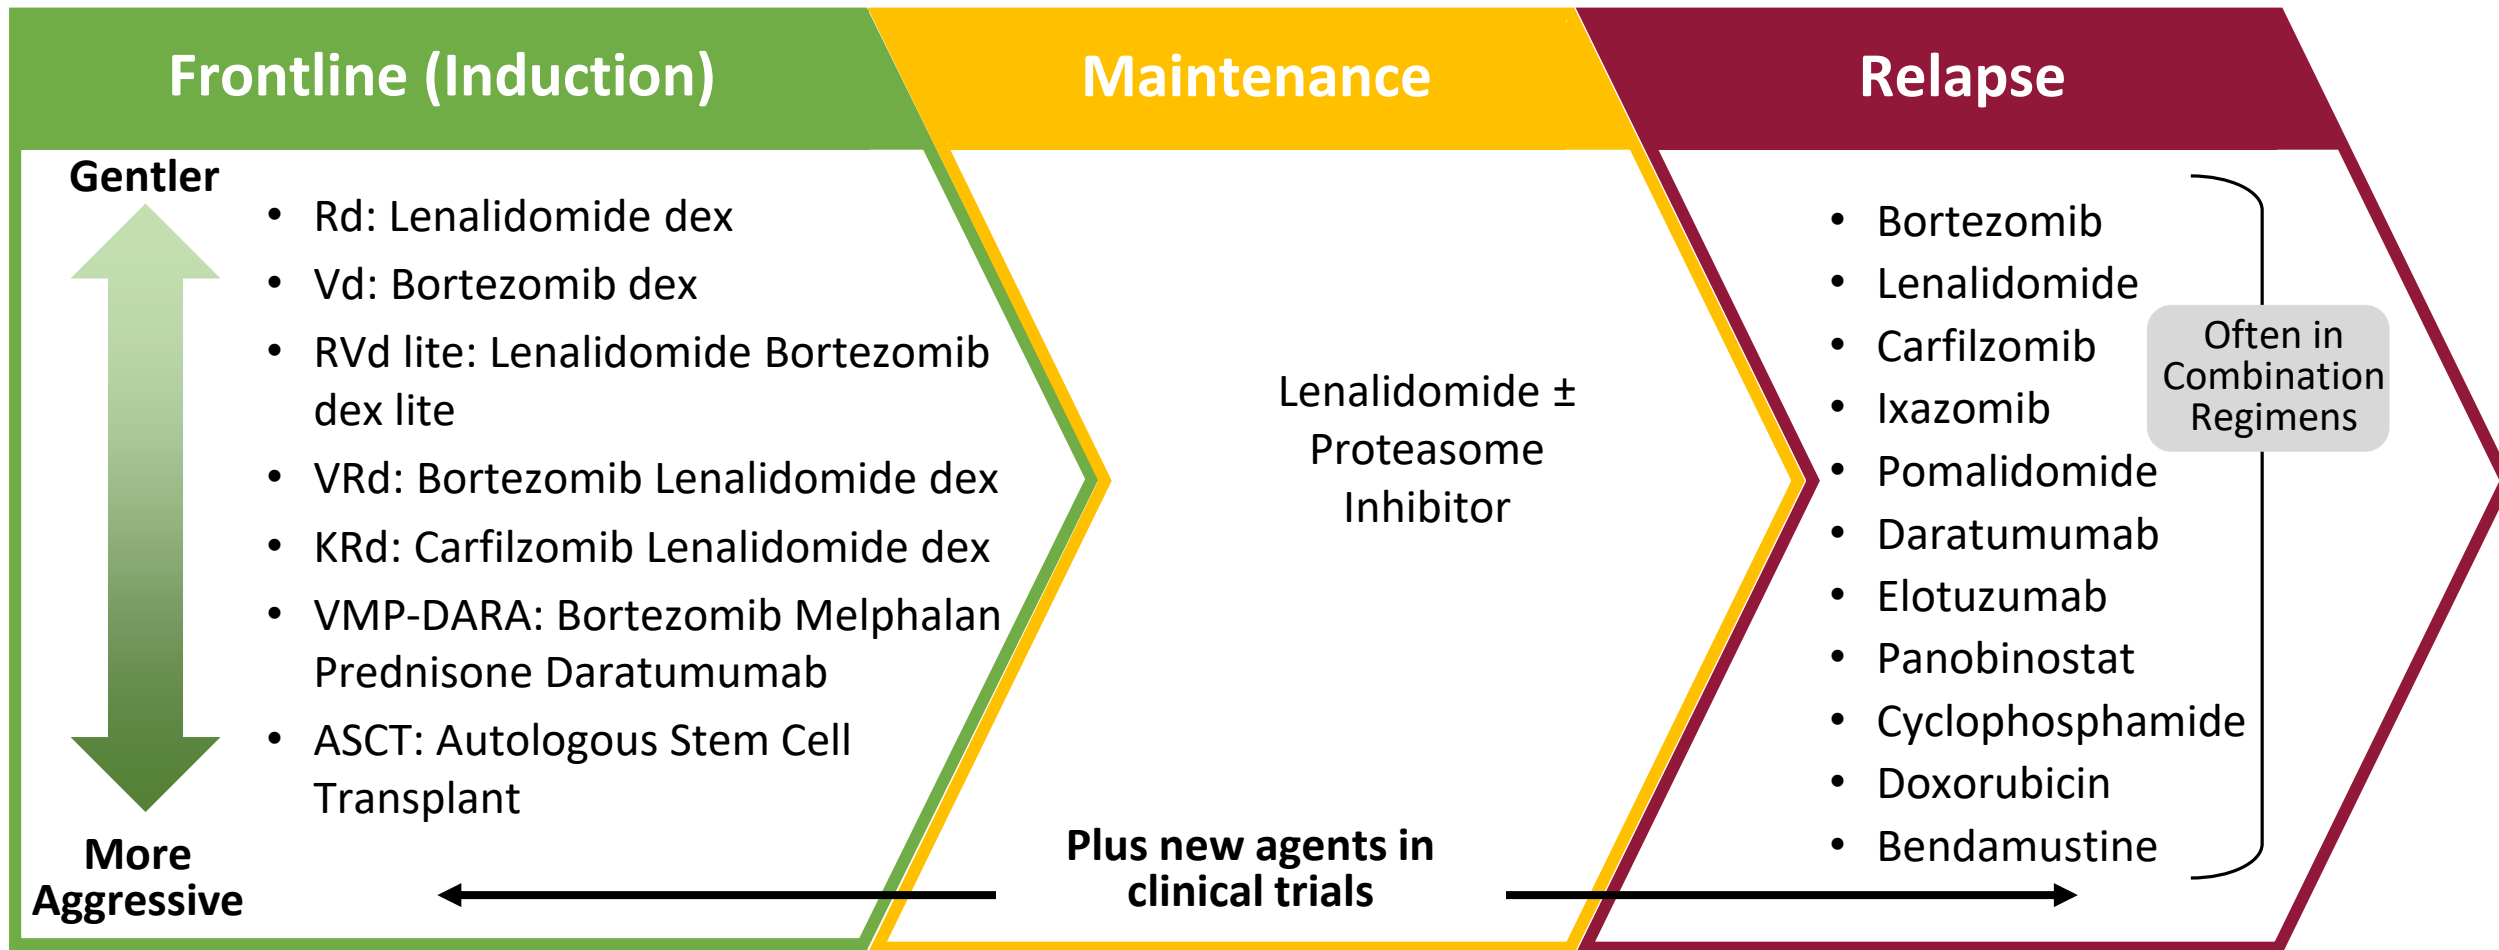 Frontline (Induction)
Gentler
• Rd: Lenalidomide dex
• Vd: Bortezomib dex
• RVd lite: Lenalidomide Bortezomib
dex lite
• VRd: Bortezomib Lenalidomide dex
• KRd: Carfilzomib Lenalidomide dex
• VMP-DARA: Bortezomib Melphalan
Prednisone Daratumumab
• ASCT: Autologous Stem Cell
Transplant
More
Aggressive
Maintenance
Lenalidomide ±
Proteasome
Inhibitor
Plus new agents in
clinical trials
Relapse
• Bortezomib
• Lenalidomide
• Carfilzomib
• Ixazomib
• Pomalidomide
• Daratumumab
• Elotuzumab
• Panobinostat
• Cyclophosphamide
• Doxorubicin
• Bendamustine
Often in
Combination
Regimens